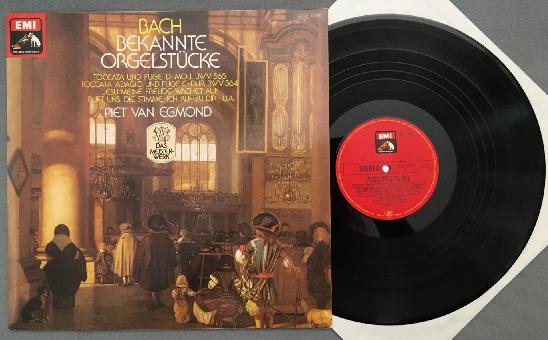 EMI
BACH
BEKANNTE
ORGELSTÜCKE
TOCCATA UND FUGE D-MOLL BWV 565
TOCCATA, ADAGIO UND FUGE C-DUR BWV 564
JESU MEINE FREUDE · WACHET AUF
RUFT UNS DIE STIMME · ICH RUF ZU DIR · U.A.
PIET VAN EGMOND
DAS
MEISTER-
WERK
EMI
STEREO